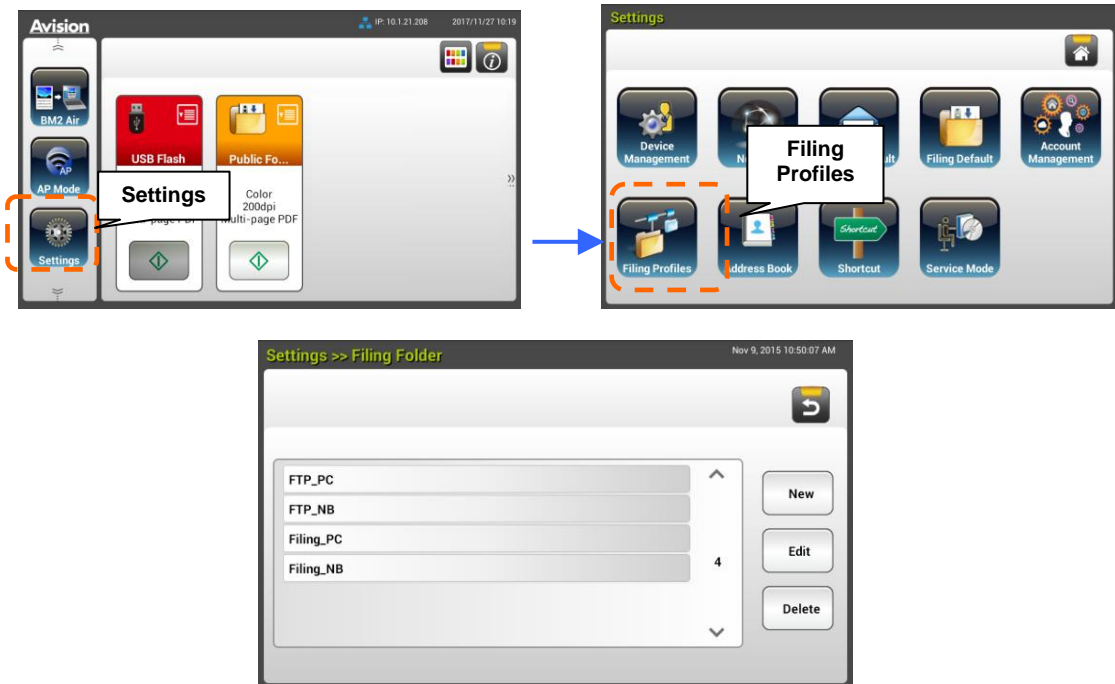 Avision
IP: 10.1.21.208
2017/11/27 10:19
BM2 Air
AP
AP Mode
Settings
Settings
USB Flash
Public Fo...
Color
200dpi
Multi-page PDF
Settings
Device
Management
Filing
Profiles
Filing Default
Account
Management
Filing Profiles
Address Book
Shortcut
Shortcut
Service Mode
Settings >> Filing Folder
Nov 9, 2015 10:50:07 AM
FTP_PC
FTP_NB
Filing_PC
Filing_NB
4
New
Edit
Delete